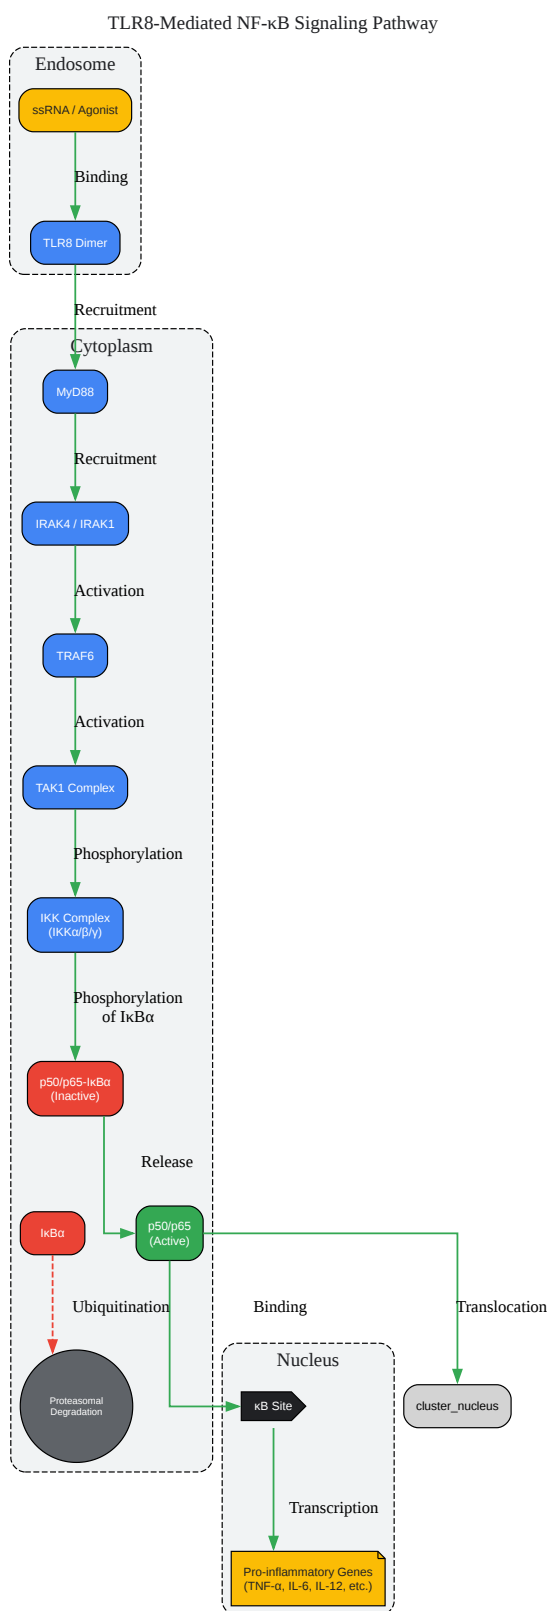 TLR8-Mediated NF-κB Signaling Pathway
Endosome
ssRNA / Agonist
Binding
TLR8 Dimer
Recruitment
Cytoplasm
MyD88
Recruitment
IRAK4 / IRAK1
Activation
TRAF6
Activation
TAK1 Complex
Phosphorylation
IKK Complex
(IKKα/β/γ)
Phosphorylation
of IκBα
p50/p65-IκBα
(Inactive)
Release
IκBα
p50/p65
(Active)
Ubiquitination
Binding
Translocation
Nucleus
Proteasomal
Degradation
κB Site
cluster_nucleus
Transcription
Pro-inflammatory Genes
(TNF-α, IL-6, IL-12, etc.)